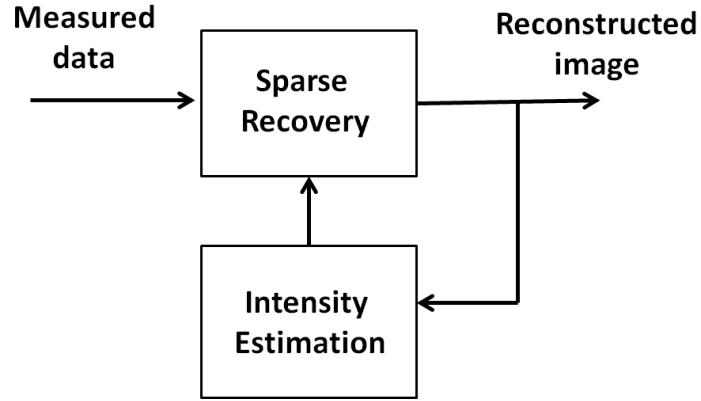 Measured
data
Sparse
Recovery
Reconstructed
image
Intensity
Estimation